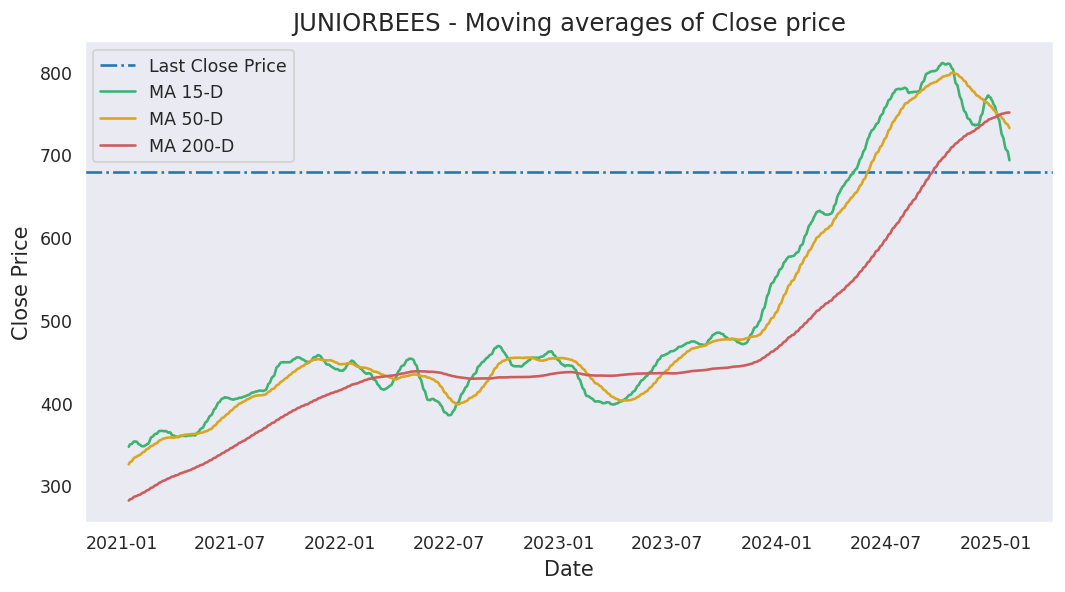 JUNIORBEES - Moving averages of Close price
Last Close Price
MA 15-D
MA 50-D
MA 200-D
Close Price
800
700
600
500
400
300
2021-01 2021-07 2022-01 2022-07 2023-01 2023-07 2024-01 2024-07 2025-01
Date